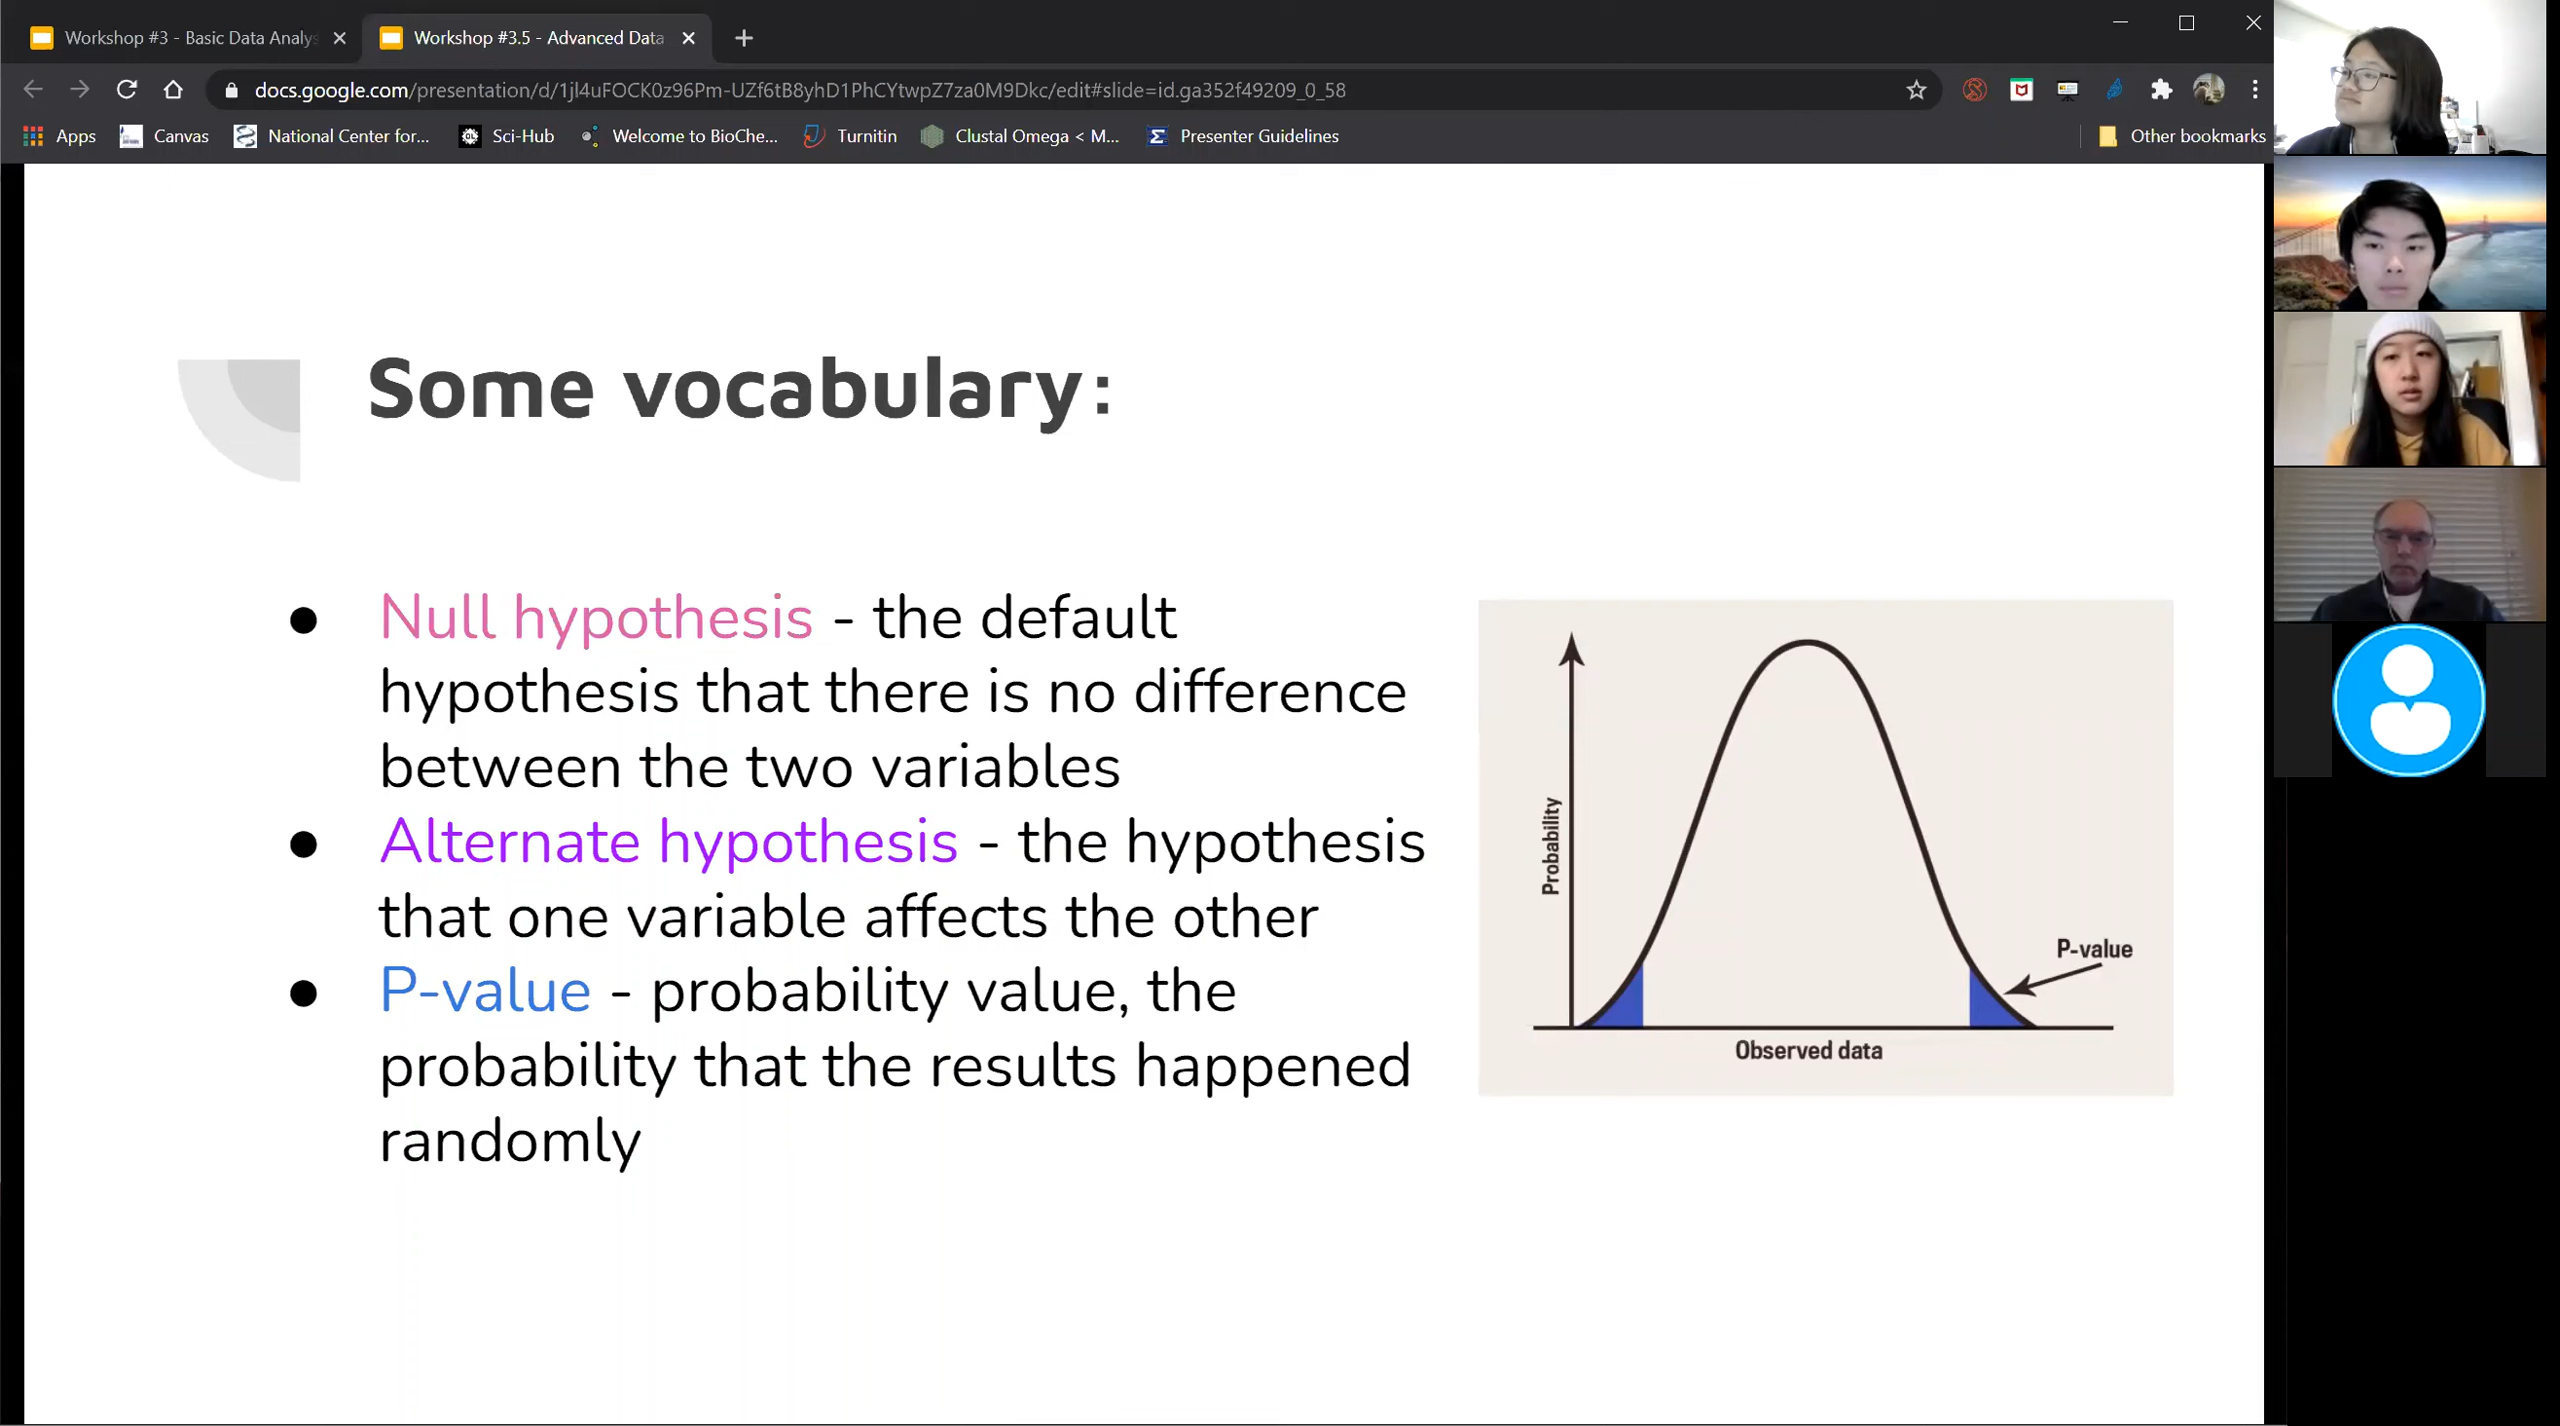 Workshop #3 - Basic Data Analys
Workshop #3.5 - Advanced Data
docs.google.com/presentation/d/1jl4uFOCK0z96Pm-UZf6tB8yhD1PhCYtwpZ7za0M9Dkc/edit#slide=id.ga352f49209_0_58
Apps
Canvas
National Center for...
Sci-Hub
Welcome to BioChe...
Turnitin
Clustal Omega < M...
Presenter Guidelines
Other bookmarks
Some vocabulary:
● Null hypothesis - the default
hypothesis that there is no difference
between the two variables
● Alternate hypothesis - the hypothesis
that one variable affects the other
● P-value - probability value, the
probability that the results happened
randomly
Probability
P-value
Observed data